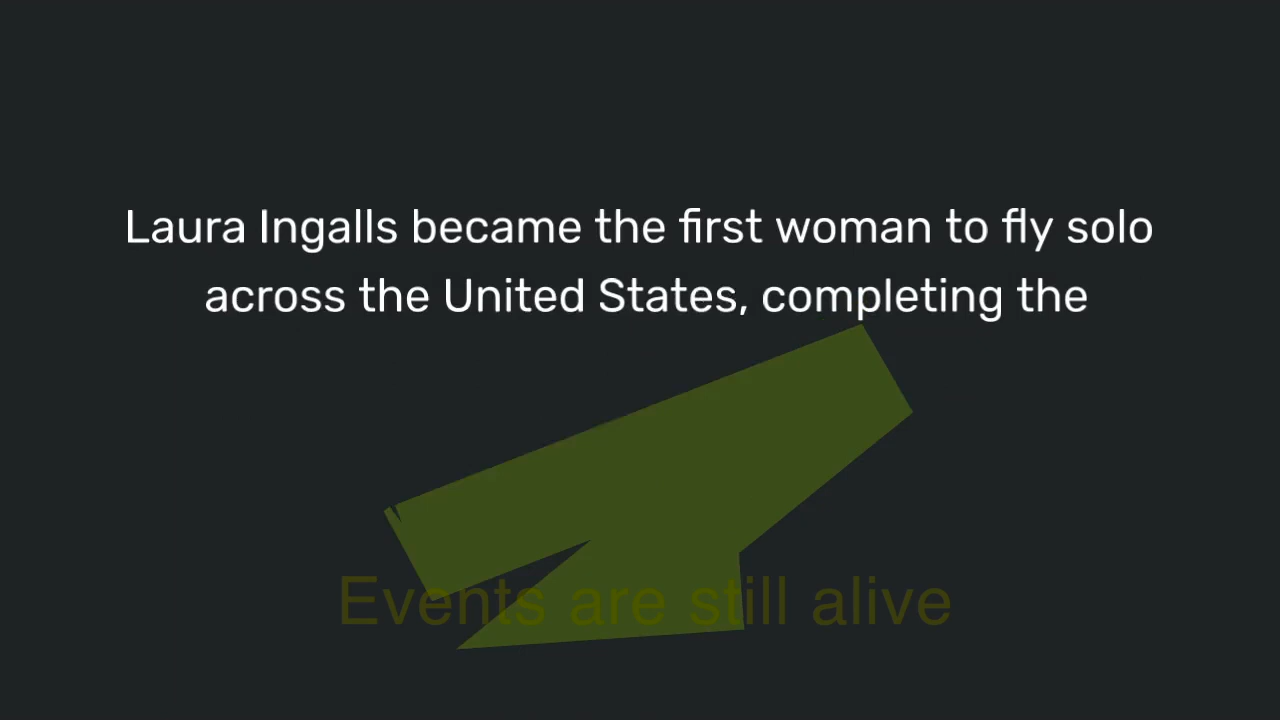 Laura Ingalls became the first woman to fly solo
across the United States, completing the
Events are still alive